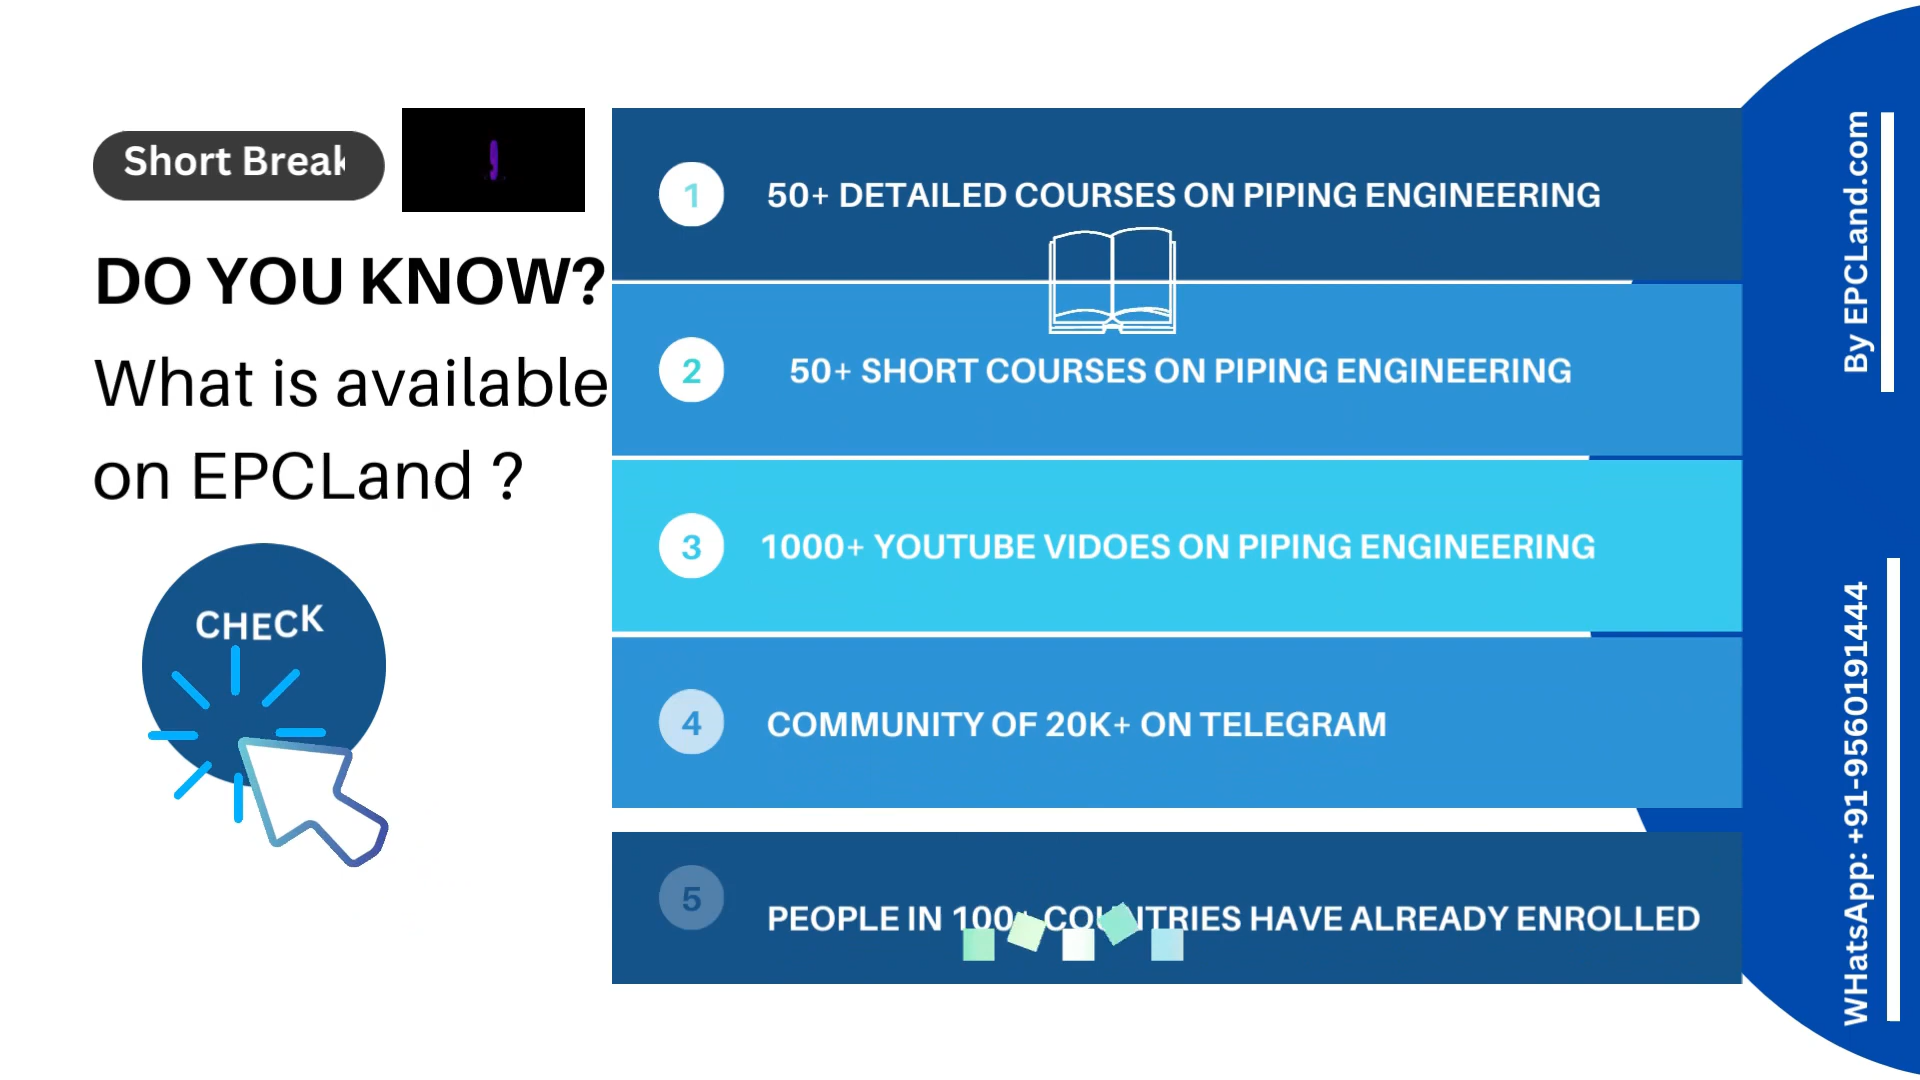 Short Break
DO YOU KNOW?
What is available
on EPCLand ?
CHECK
1
50+ DETAILED COURSES ON PIPING ENGINEERING
2
50+ SHORT COURSES ON PIPING ENGINEERING
3
1000+ YOUTUBE VIDOES ON PIPING ENGINEERING
4
COMMUNITY OF 20K+ ON TELEGRAM
5
PEOPLE IN 100+ COUNTRIES HAVE ALREADY ENROLLED
By EPCLand.com
WHatsApp: +91-9560191444